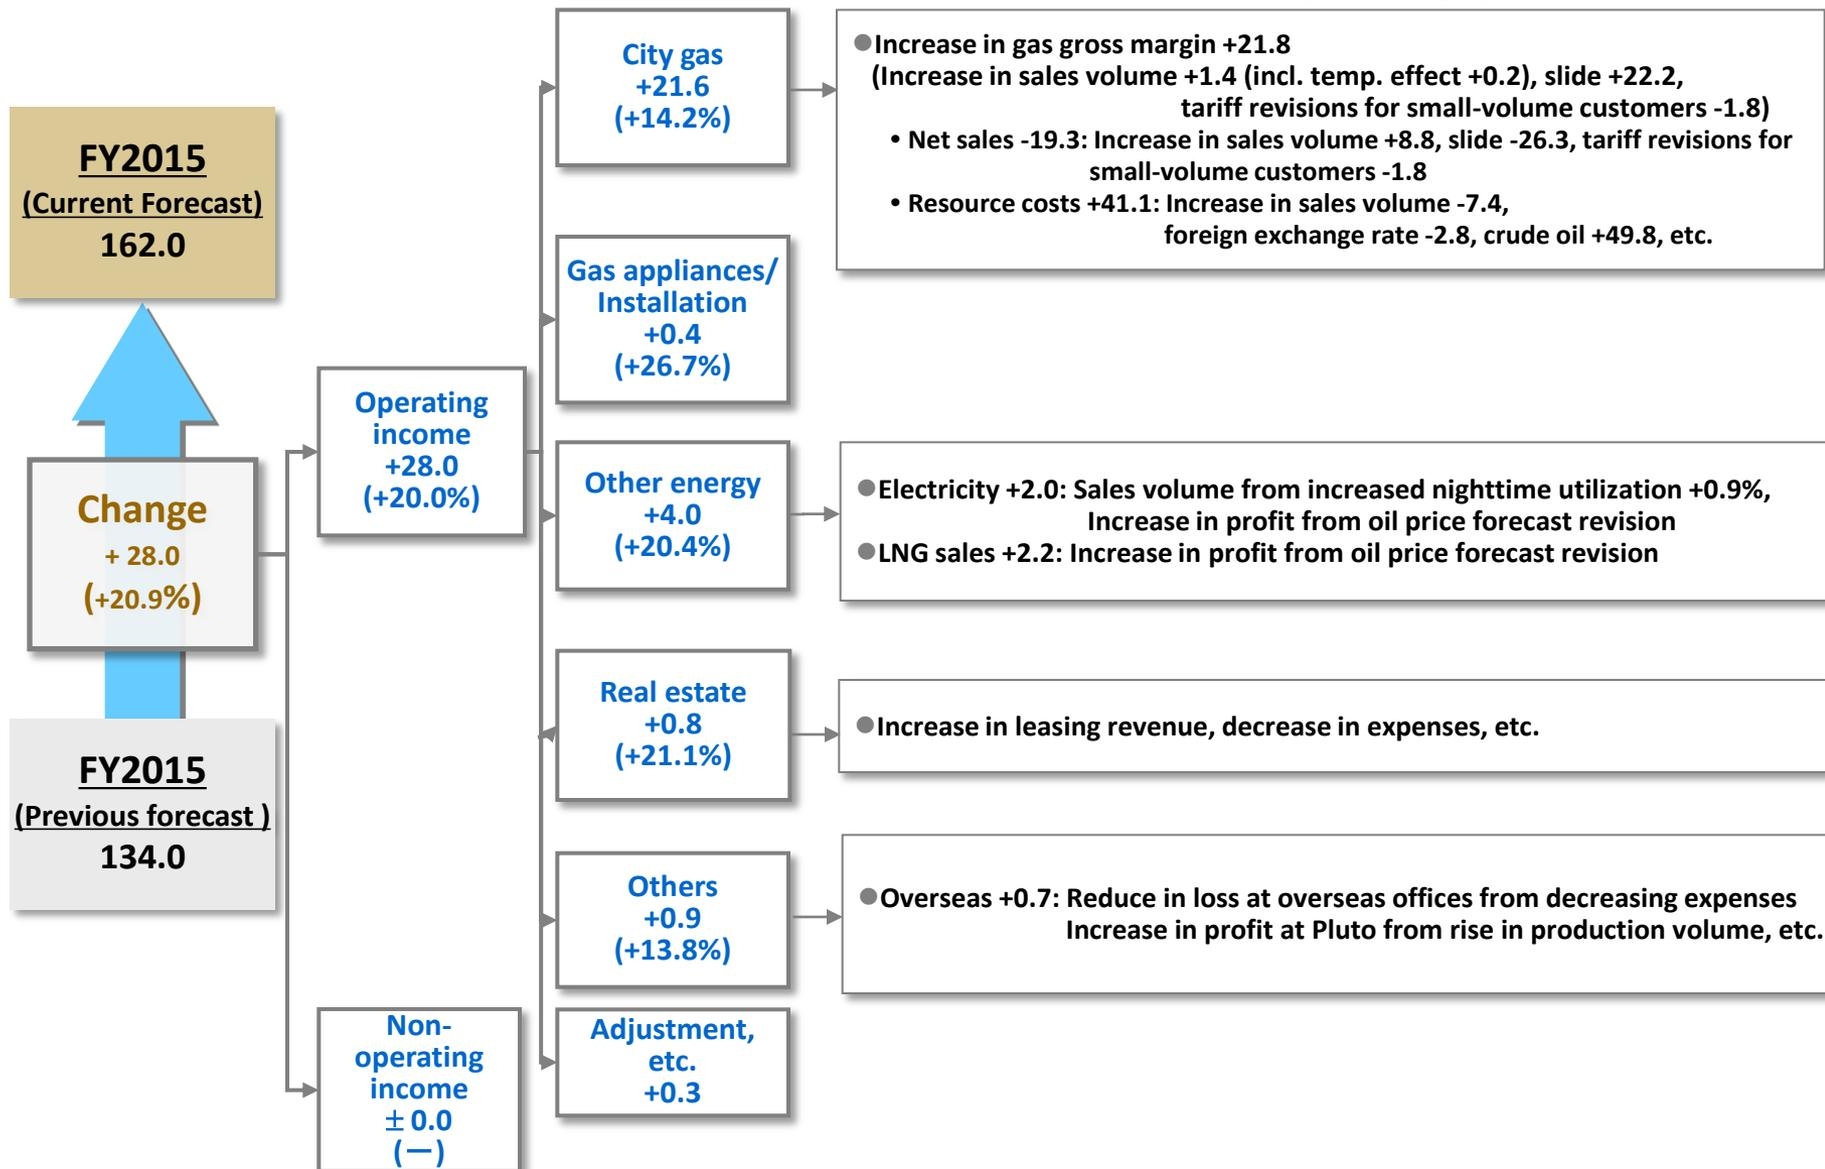 FY2015
(Current Forecast)
162.0
Change
+ 28.0
(+20.9%)
FY2015
(Previous forecast )
134.0
Operating
income
+28.0
(+20.0%)
Non-
operating
income
± 0.0
(—)
City gas
+21.6
(+14.2%)
●Increase in gas gross margin +21.8
(Increase in sales volume +1.4 (incl. temp. effect +0.2), slide +22.2,
tariff revisions for small-volume customers -1.8)
• Net sales -19.3: Increase in sales volume +8.8, slide -26.3, tariff revisions for
small-volume customers -1.8
• Resource costs +41.1: Increase in sales volume -7.4,
foreign exchange rate -2.8, crude oil +49.8, etc.
Gas appliances/
Installation
+0.4
(+26.7%)
Other energy
+4.0
(+20.4%)
●Electricity +2.0: Sales volume from increased nighttime utilization +0.9%,
Increase in profit from oil price forecast revision
●LNG sales +2.2: Increase in profit from oil price forecast revision
Real estate
+0.8
(+21.1%)
●Increase in leasing revenue, decrease in expenses, etc.
Others
+0.9
(+13.8%)
●Overseas +0.7: Reduce in loss at overseas offices from decreasing expenses
Increase in profit at Pluto from rise in production volume, etc.
Adjustment,
etc.
+0.3